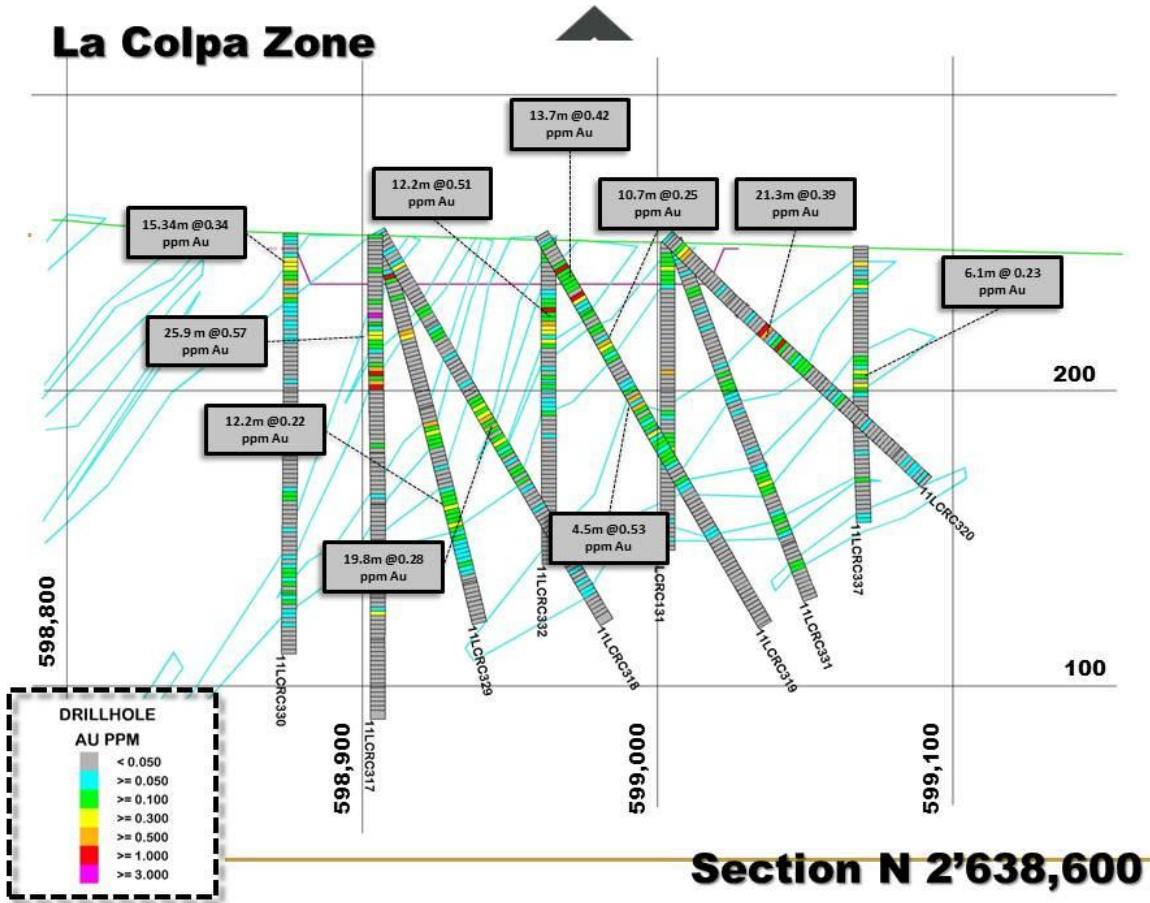 La Colpa Zone
13.7m @0.42
ppm Au
12.2m @0.51
ppm Au
10.7m @0.25
ppm Au
21.3m @0.39
ppm Au
15.34m @0.34
ppm Au
6.1m @ 0.23
ppm Au
25.9 m @0.57
ppm Au
200
12.2m @0.22
ppm Au
4.5m @0.53
ppm Au
19.8m @0.28
ppm Au
11LCRC330
11LCRC317
11LCRC329
11LCRC318
11LCRC332
11LCRC131
11LCRC319
11LCRC331
11LCRC337
11LCRC320
100
598,800
598,900
599,000
599,100
DRILLHOLE
AU PPM
< 0.050
>= 0.050
>= 0.100
>= 0.300
>= 0.500
>= 1.000
>= 3.000
Section N 2'638,600